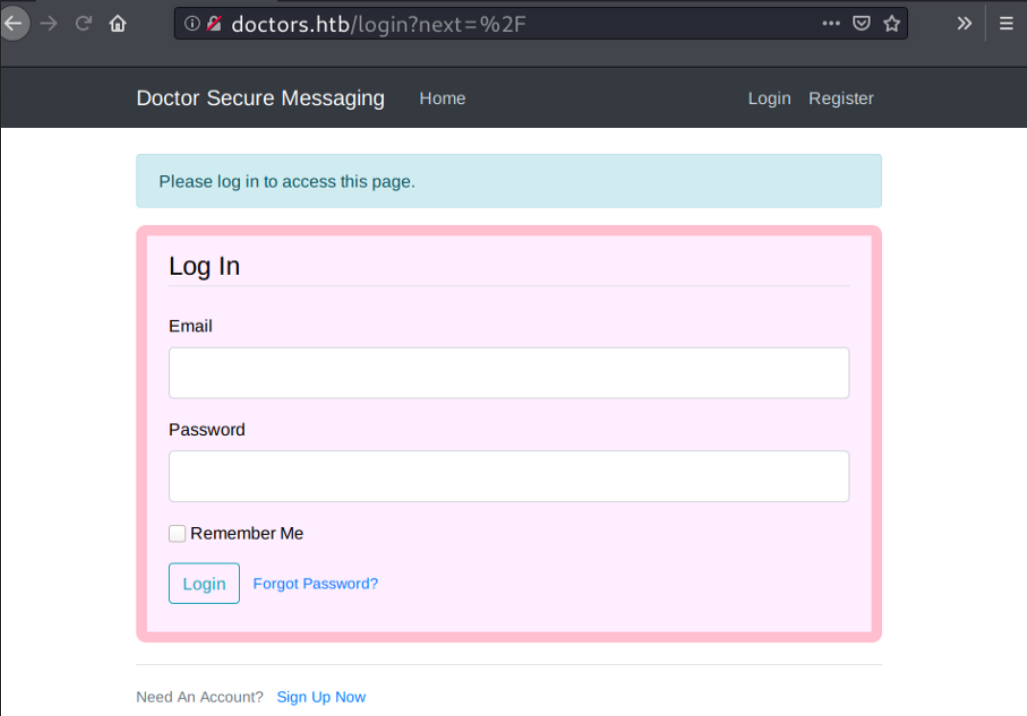 doctors.htb/login?next=%2F
Doctor Secure Messaging Home Login Register
Please log in to access this page.
Log In
Email
Password
Remember Me
Login Forgot Password?
Need An Account? Sign Up Now